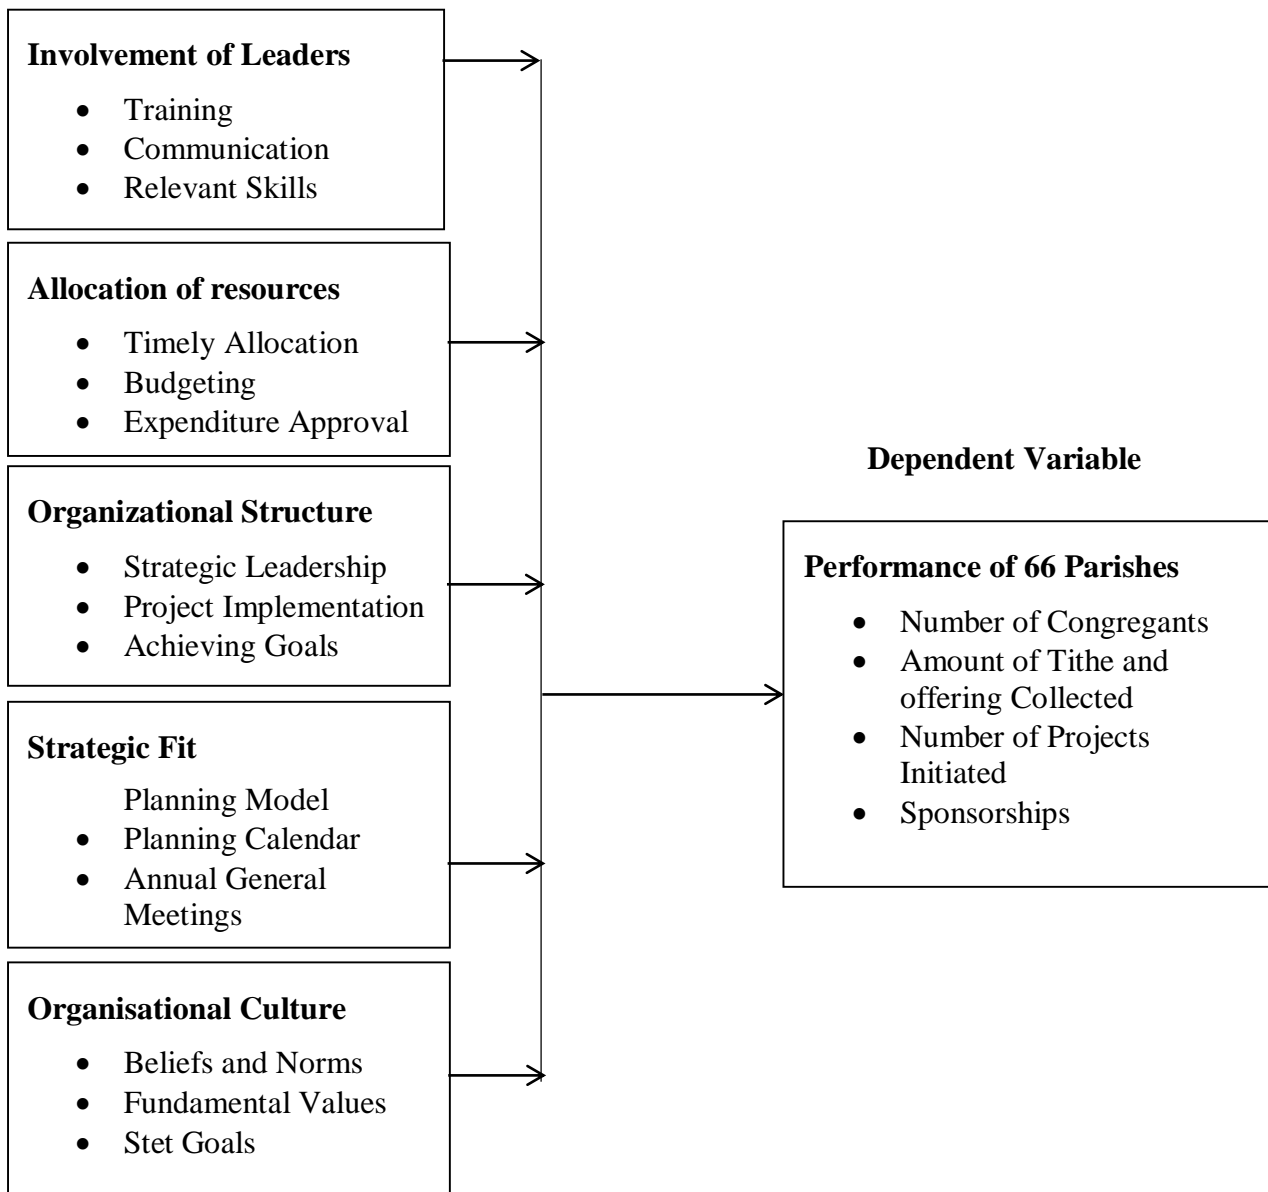 Involvement of Leaders
• Training
• Communication
• Relevant Skills
Allocation of resources
• Timely Allocation
• Budgeting
• Expenditure Approval
Organizational Structure
• Strategic Leadership
• Project Implementation
• Achieving Goals
Strategic Fit
Planning Model
• Planning Calendar
• Annual General
Meetings
Organisational Culture
• Beliefs and Norms
• Fundamental Values
• Stet Goals
Dependent Variable
Performance of 66 Parishes
• Number of Congregants
• Amount of Tithe and
offering Collected
• Number of Projects
Initiated
• Sponsorships